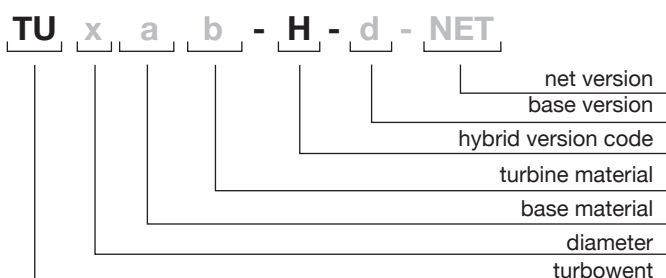 TU x a b - H - d - NET
net version
base version
hybrid version code
turbine material
base material
diameter
turbowent